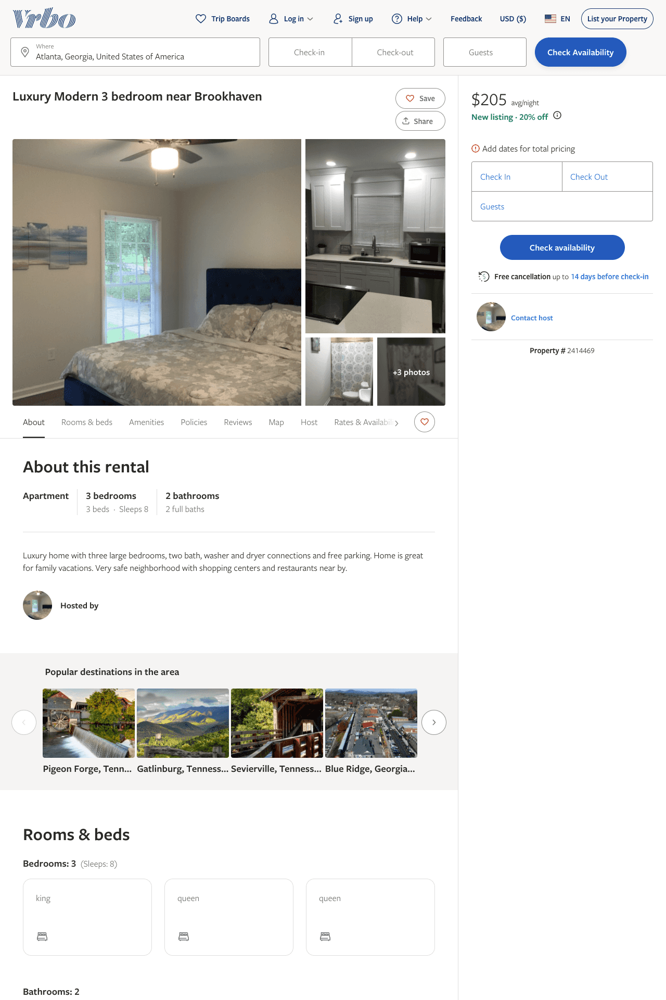 Vrbo
Trip Boards
Log in
Sign up
Help
Feedback
USD ($)
EN
List your Property
Where
Atlanta, Georgia, United States of America
Check-in
Check-out
Guests
Check Availability
Luxury Modern 3 bedroom near Brookhaven
Save
Share
+3 photos
$205 avg/night
New listing · 20% off
Add dates for total pricing
Check In
Check Out
Guests
Check availability
Free cancellation up to 14 days before check-in
Contact host
Property # 2414469
About
Rooms & beds
Amenities
Policies
Reviews
Map
Host
Rates & Availabili
About this rental
Apartment
3 bedrooms
3 beds · Sleeps 8
2 bathrooms
2 full baths
Luxury home with three large bedrooms, two bath, washer and dryer connections and free parking. Home is great
for family vacations. Very safe neighborhood with shopping centers and restaurants near by.
Hosted by
Popular destinations in the area
Pigeon Forge, Tenn...
Gatlinburg, Tenness...
Sevierville, Tenness...
Blue Ridge, Georgia...
Rooms & beds
Bedrooms: 3 (Sleeps: 8)
king
queen
queen
Bathrooms: 2